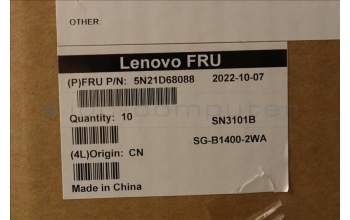 OTHER:
Lenovo FRU
(P)FRU P/N: 5N21D68088 2022-10-07
Quantity: 10 SN3101B
SG-B1400-2WA
(4L)Origin: CN
Made in China